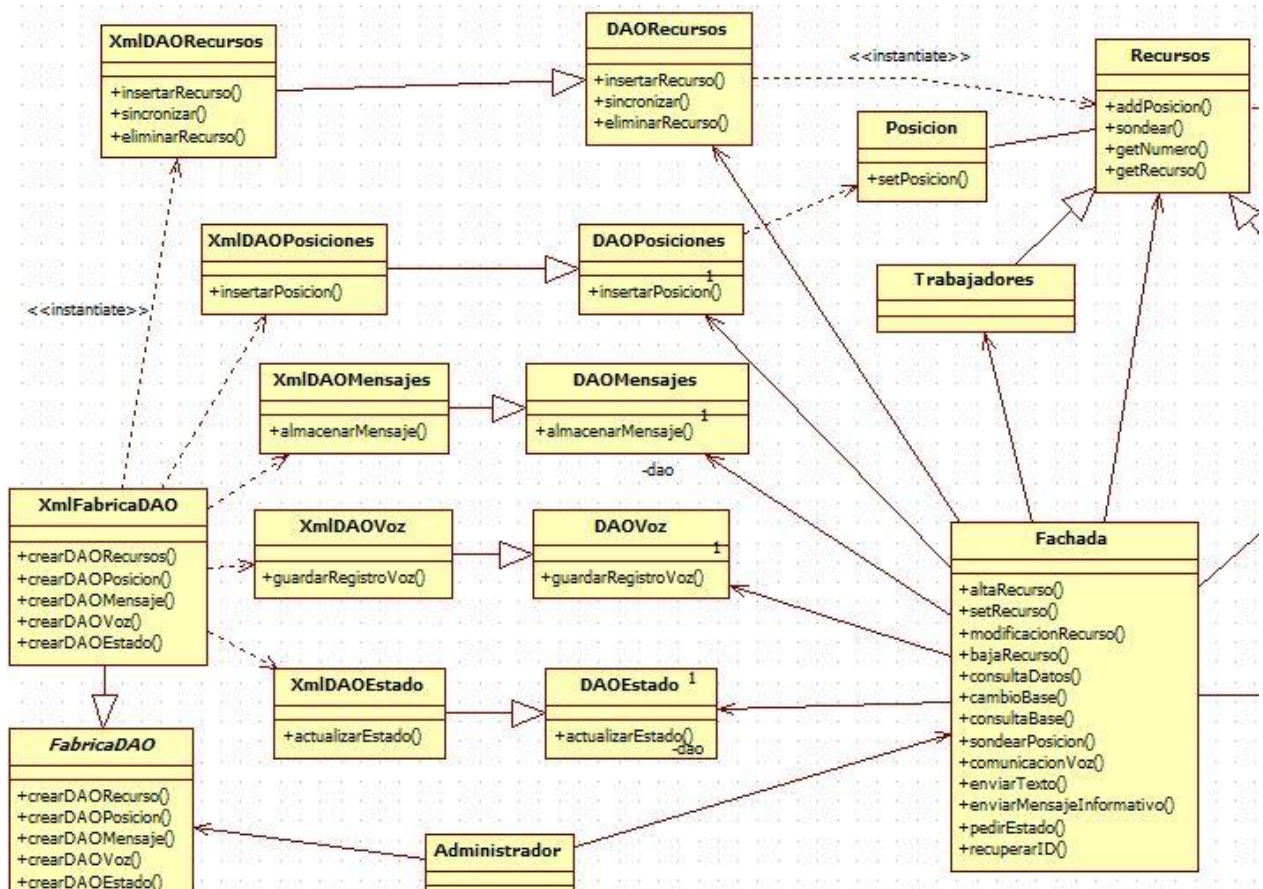 XmlDAORecursos
+insertarRecurso()
+sincronizar()
+eliminarRecurso()
DAORecursos
+insertarRecurso()
+sincronizar()
+eliminarRecurso()
<<instantiate>>
Recursos
+addPosicion()
+sondear()
+getNumero()
+getRecurso()
Posicion
+setPosicion()
XmlDAOPosiciones
+insertarPosicion()
DAOPosiciones
1
+insertarPosicion()
Trabajadores
<<instantiate>>
XmlDAOMensajes
+almacenarMensaje()
DAOMensajes
1
+almacenarMensaje()
-dao
XmlFabricaDAO
+crearDAORecursos()
+crearDAOPosicion()
+crearDAOMensaje()
+crearDAOVoz()
+crearDAOEstado()
XmlDAOVoz
+guardarRegistroVoz()
DAOVoz
1
+guardarRegistroVoz()
Fachada
+altaRecurso()
+setRecurso()
+modificacionRecurso()
+bajaRecurso()
+consultaDatos()
+cambioBase()
+consultaBase()
+sondearPosicion()
+comunicacionVoz()
+enviarTexto()
+enviarMensajeInformativo()
+pedirEstado()
+recuperarID()
XmlDAOEstado
+actualizarEstado()
DAOEstado
1
+actualizarEstado()
-dao
FabricaDAO
+crearDAORecurso()
+crearDAOPosicion()
+crearDAOMensaje()
+crearDAOVoz()
+crearDAOEstado()
Administrador